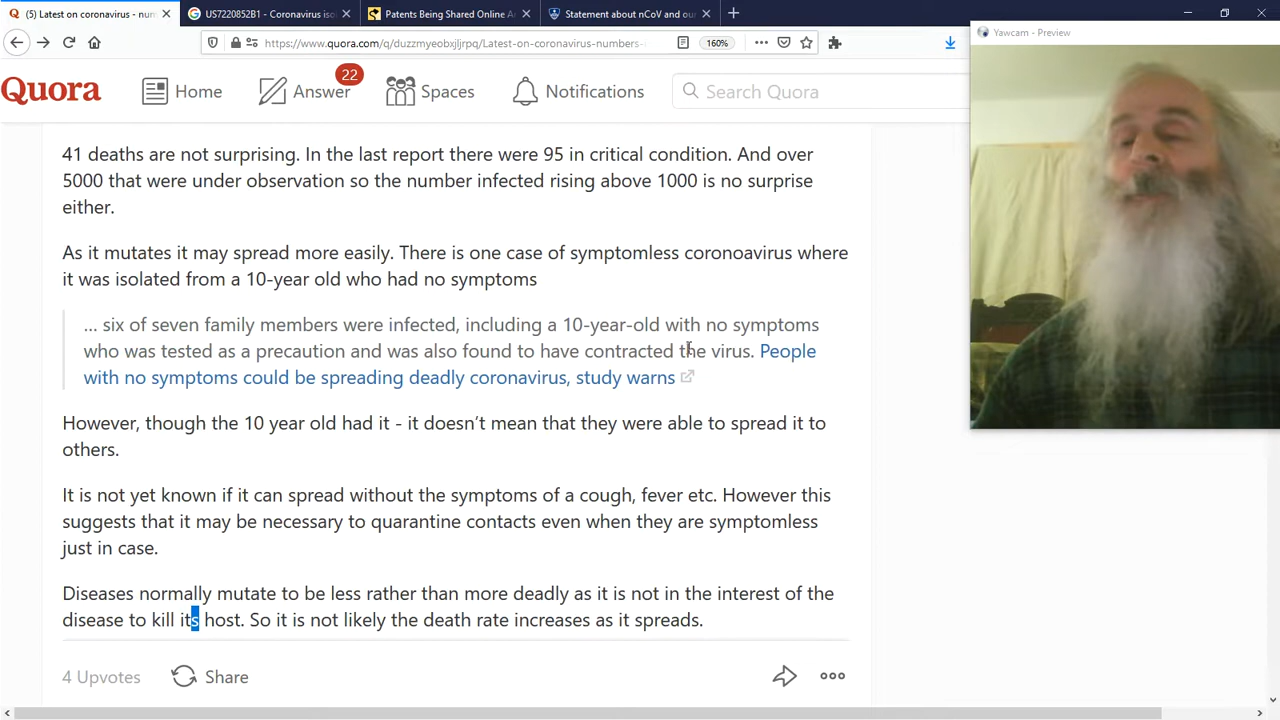 (5) Latest on coronavirus - num
US7220852B1 - Coronavirus iso
Patents Being Shared Online A
Statement about nCoV and our
https://www.quora.com/q/duzzmyeobxjljrpq/Latest-on-coronavirus-numbers-
160%
Yawcam - Preview
Quora
Home
Answer
22
Spaces
Notifications
Search Quora
41 deaths are not surprising. In the last report there were 95 in critical condition. And over
5000 that were under observation so the number infected rising above 1000 is no surprise
either.
As it mutates it may spread more easily. There is one case of symptomless coronoavirus where
it was isolated from a 10-year old who had no symptoms
... six of seven family members were infected, including a 10-year-old with no symptoms
who was tested as a precaution and was also found to have contracted the virus. People
with no symptoms could be spreading deadly coronavirus, study warns
However, though the 10 year old had it - it doesn't mean that they were able to spread it to
others.
It is not yet known if it can spread without the symptoms of a cough, fever etc. However this
suggests that it may be necessary to quarantine contacts even when they are symptomless
just in case.
Diseases normally mutate to be less rather than more deadly as it is not in the interest of the
disease to kill its host. So it is not likely the death rate increases as it spreads.
4 Upvotes
Share